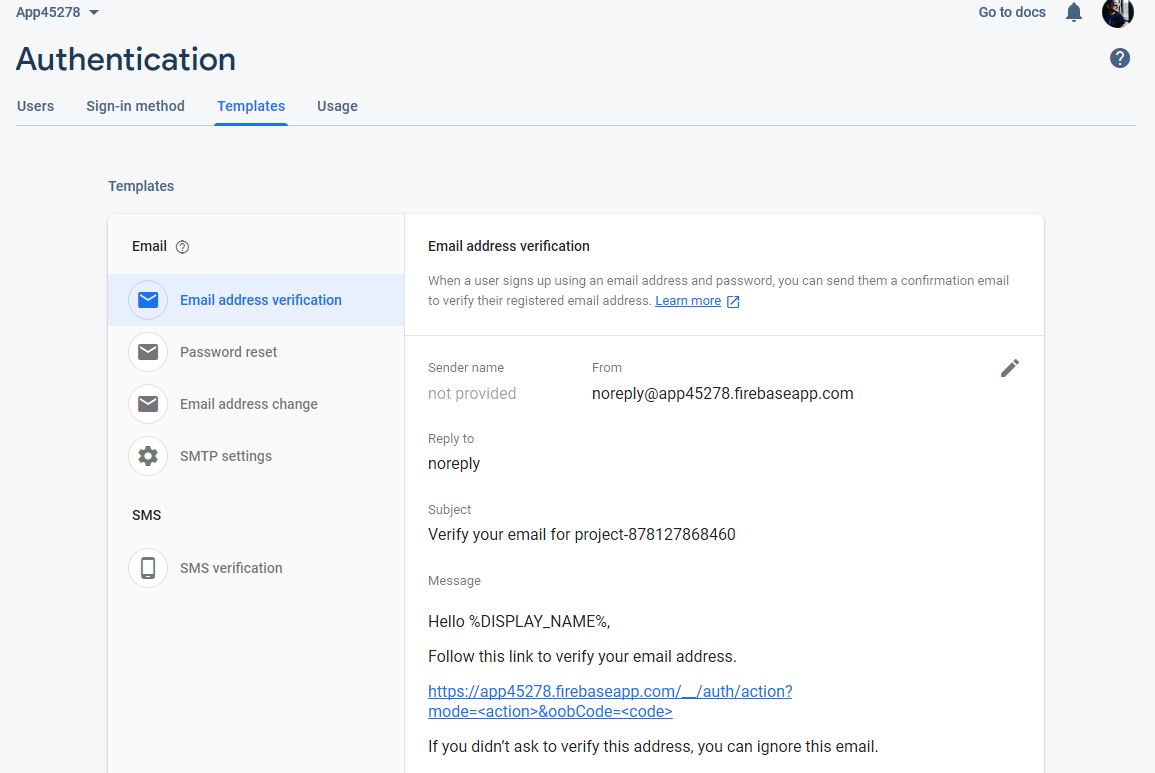 App45278
Go to docs
Authentication
Users
Sign-in method
Templates
Usage
Templates
Email
Email address verification
Password reset
Email address change
SMTP settings
SMS
SMS verification
Email address verification
When a user signs up using an email address and password, you can send them a confirmation email
to verify their registered email address. Learn more
Sender name
not provided
From
noreply@app45278.firebaseapp.com
Reply to
noreply
Subject
Verify your email for project-878127868460
Message
Hello %DISPLAY_NAME%,
Follow this link to verify your email address.
https://app45278.firebaseapp.com/__/auth/action?
mode=<action>&oobCode=<code>
If you didn’t ask to verify this address, you can ignore this email.